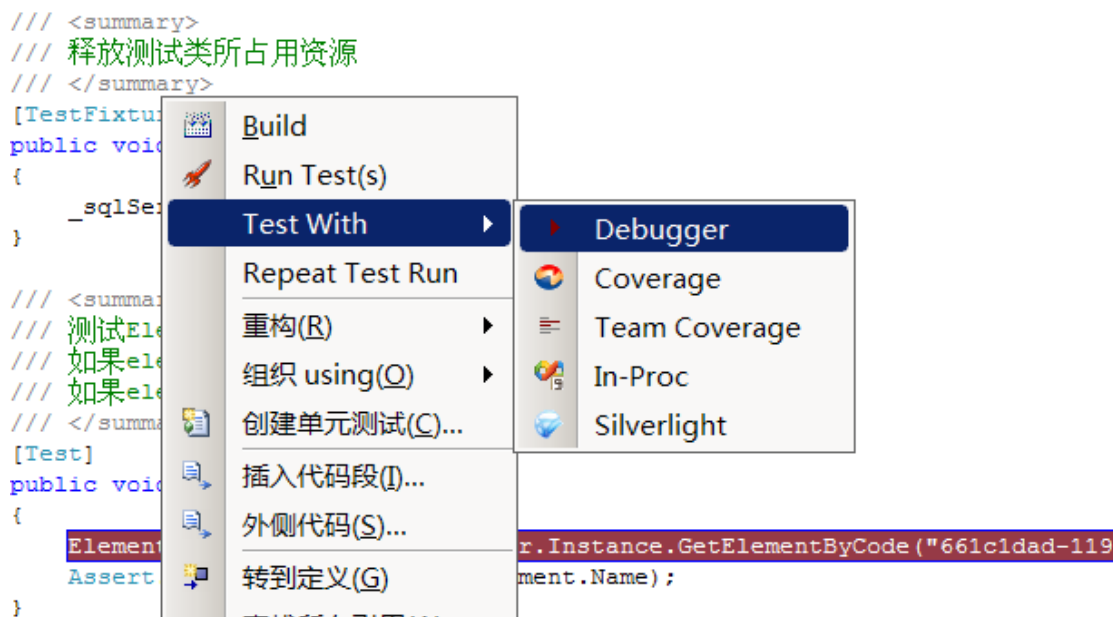 /// <summary>
/// 释放测试类所占用资源
/// </summary>
[TestFixtu
public voi
{
_sqlSe
}
/// <summa
/// 测试Ele
/// 如果ele
/// 如果ele
/// </summa
[Test]
public voi
{
Element
r.Instance.GetElementByCode("661c1dad-119
Assert
ment.Name);
}
Build
Run Test(s)
Test With
Repeat Test Run
重构(R)
组织 using(O)
创建单元测试(C)...
插入代码段(I)...
外侧代码(S)...
转到定义(G)
Debugger
Coverage
Team Coverage
In-Proc
Silverlight